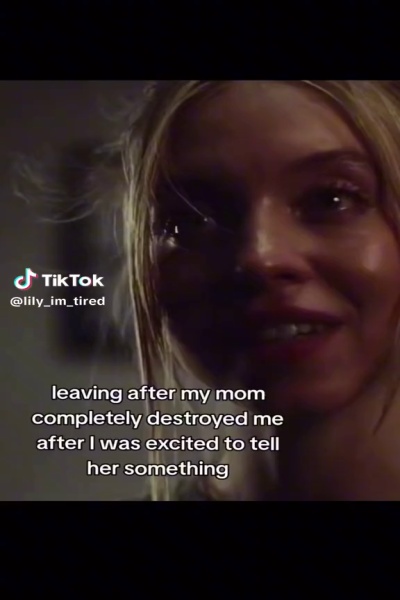 TikTok
@lily_im_tired
leaving after my mom
completely destroyed me
after I was excited to tell
her something